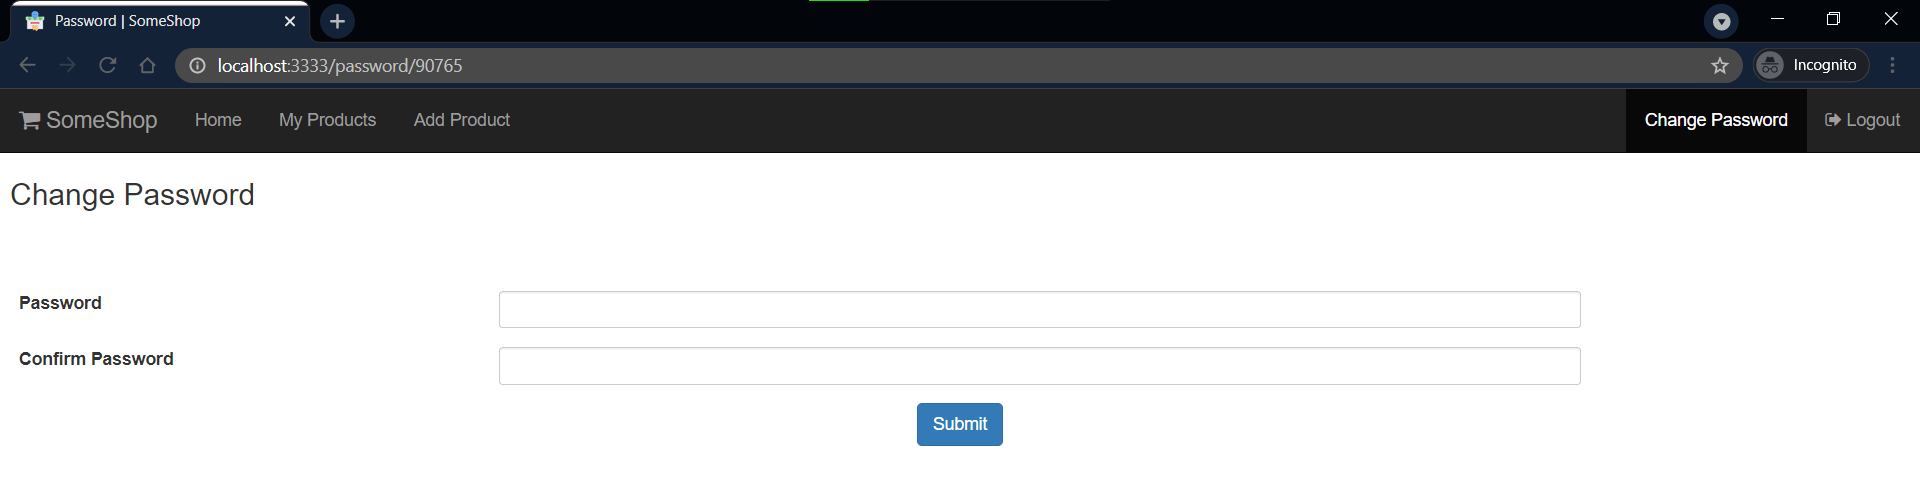 Password | SomeShop
localhost:3333/password/90765
Incognito
SomeShop Home My Products Add Product Change Password Logout
Change Password
Password
Confirm Password
Submit